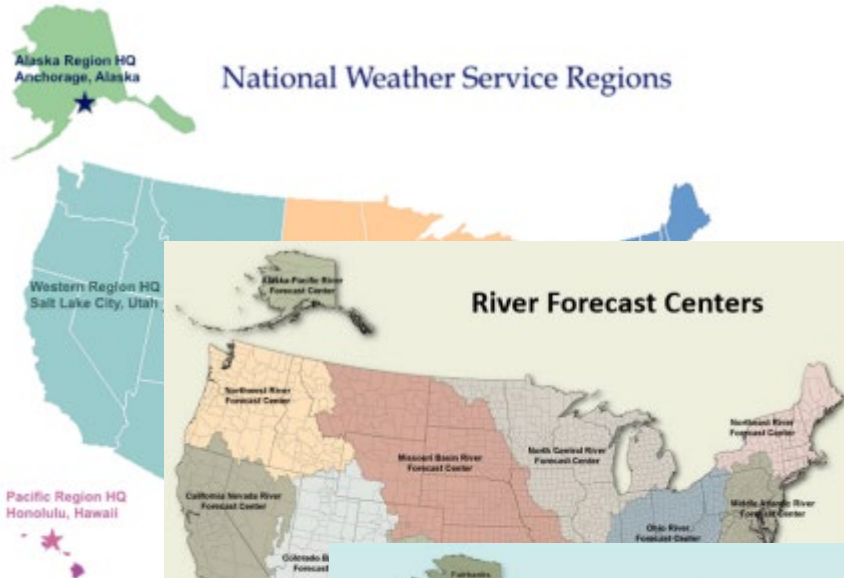 Alaska Region HQ
Anchorage, Alaska
National Weather Service Regions
Western Region HQ
Salt Lake City, Utah
Alaska-Pacific River
Forecast Center
River Forecast Centers
Northwest River
Forecast Center
Missouri Basin River
Forecast Center
North Central River
Forecast Center
Northeast River
Forecast Center
California Nevada River
Forecast Center
Middle Atlantic River
Forecast Center
Ohio River
Forecast Center
Colorado
Forecast
Pacific Region HQ
Honolulu, Hawaii
Fairbanks